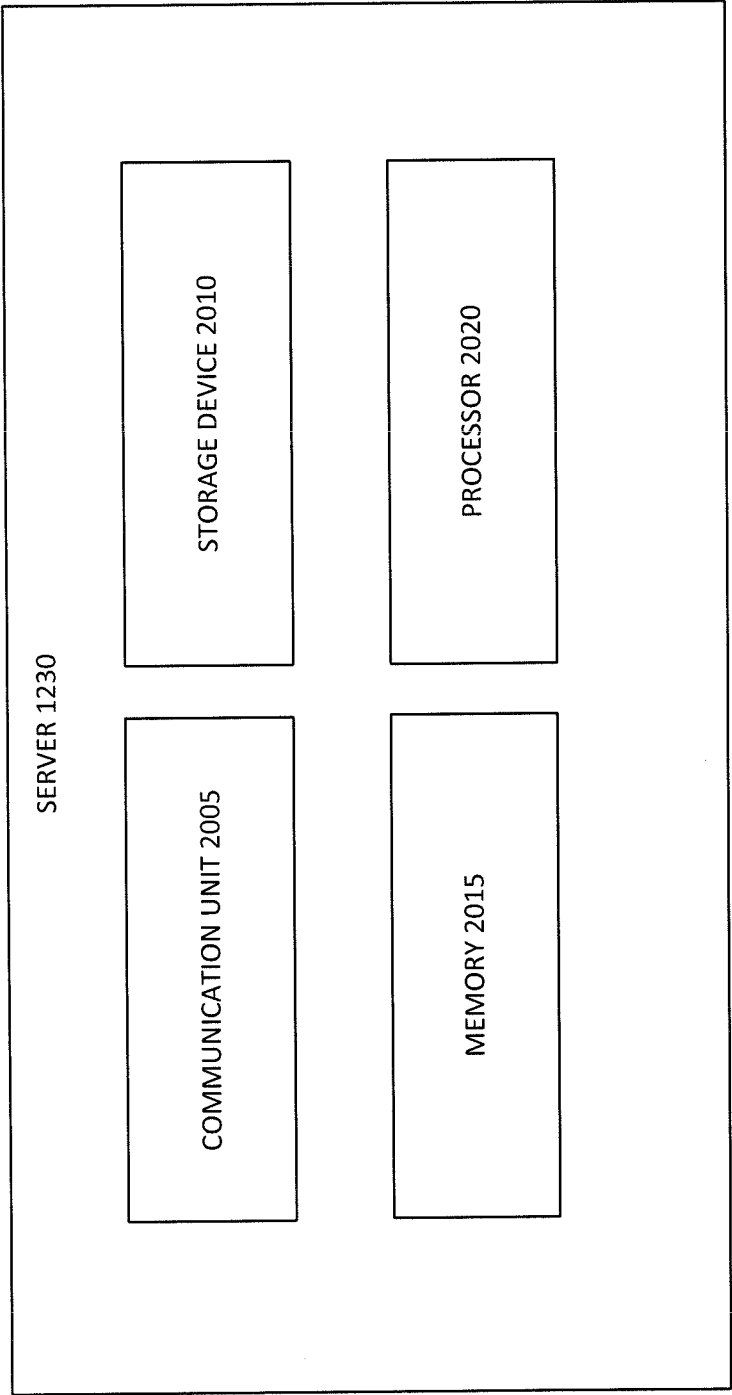 SERVER 1230
COMMUNICATION UNIT 2005
STORAGE DEVICE 2010
MEMORY 2015
PROCESSOR 2020